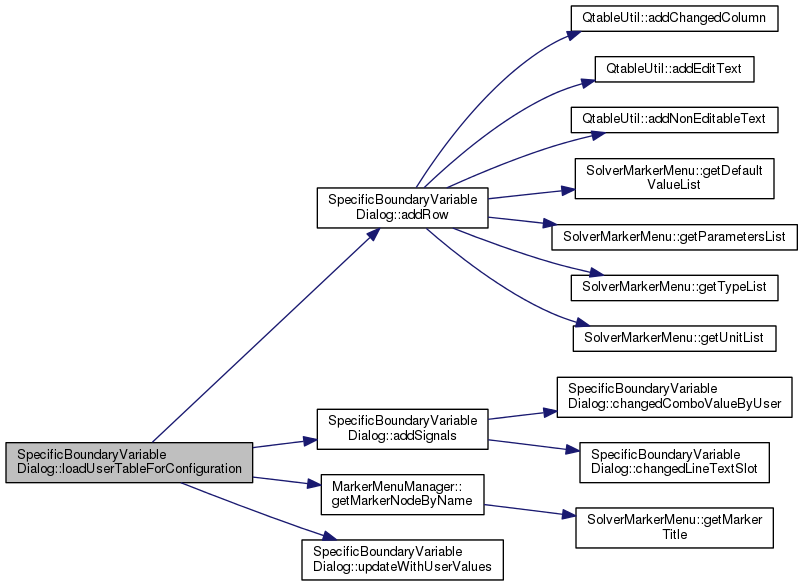 QtableUtil::addChangedColumn
QtableUtil::addEditText
QtableUtil::addNonEditableText
SolverMarkerMenu::getDefault
ValueList
SpecificBoundaryVariable
Dialog::addRow
SolverMarkerMenu::getParametersList
SolverMarkerMenu::getTypeList
SolverMarkerMenu::getUnitList
SpecificBoundaryVariable
Dialog::changedComboValueByUser
SpecificBoundaryVariable
Dialog::addSignals
SpecificBoundaryVariable
Dialog::changedLineTextSlot
SpecificBoundaryVariable
Dialog::loadUserTableForConfiguration
MarkerMenuManager::
getMarkerNodeByName
SolverMarkerMenu::getMarker
Title
SpecificBoundaryVariable
Dialog::updateWithUserValues